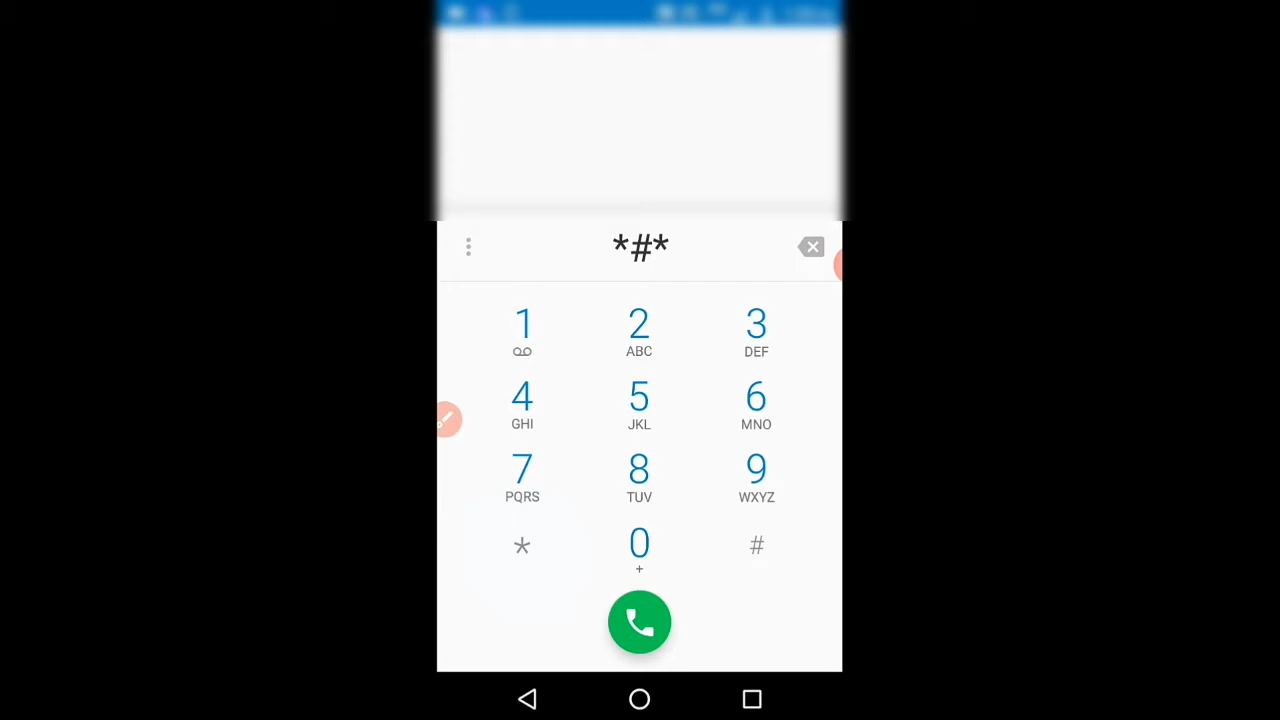 *#*
1 2 3
ABC DEF
4 5 6
GHI JKL MNO
7 8 9
PQRS TUV WXYZ
* 0 #
+